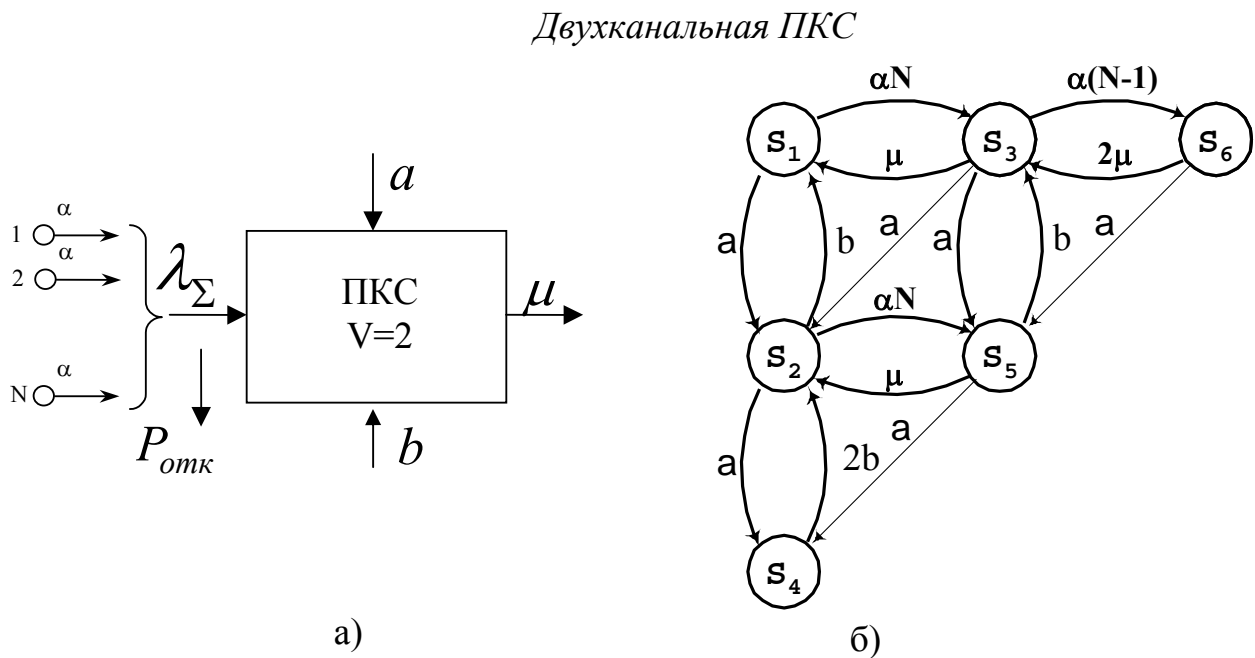 Двухканальная ПКС
a
1 α
2 α
N α
λΣ
ПКС
V=2
μ
Pотк
b
а)
αN
α(N-1)
S1
S3
S6
μ
2μ
a
b
a
a
b
a
αN
S2
S5
μ
a
a
2b
S4
б)